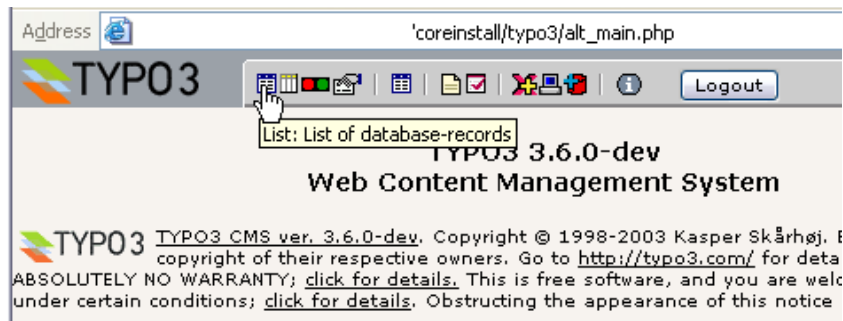 Address 'coreinstall/typo3/alt_main.php
TYPO3 Logout
List: List of database-records
TYPO3 3.6.0-dev
Web Content Management System
TYPO3 TYPO3 CMS ver. 3.6.0-dev. Copyright © 1998-2003 Kasper Skårhøj.
copyright of their respective owners. Go to http://typo3.com/ for
ABSOLUTELY NO WARRANTY; click for details. This is free software, and you are
under certain conditions; click for details. Obstructing the appearance of this notice